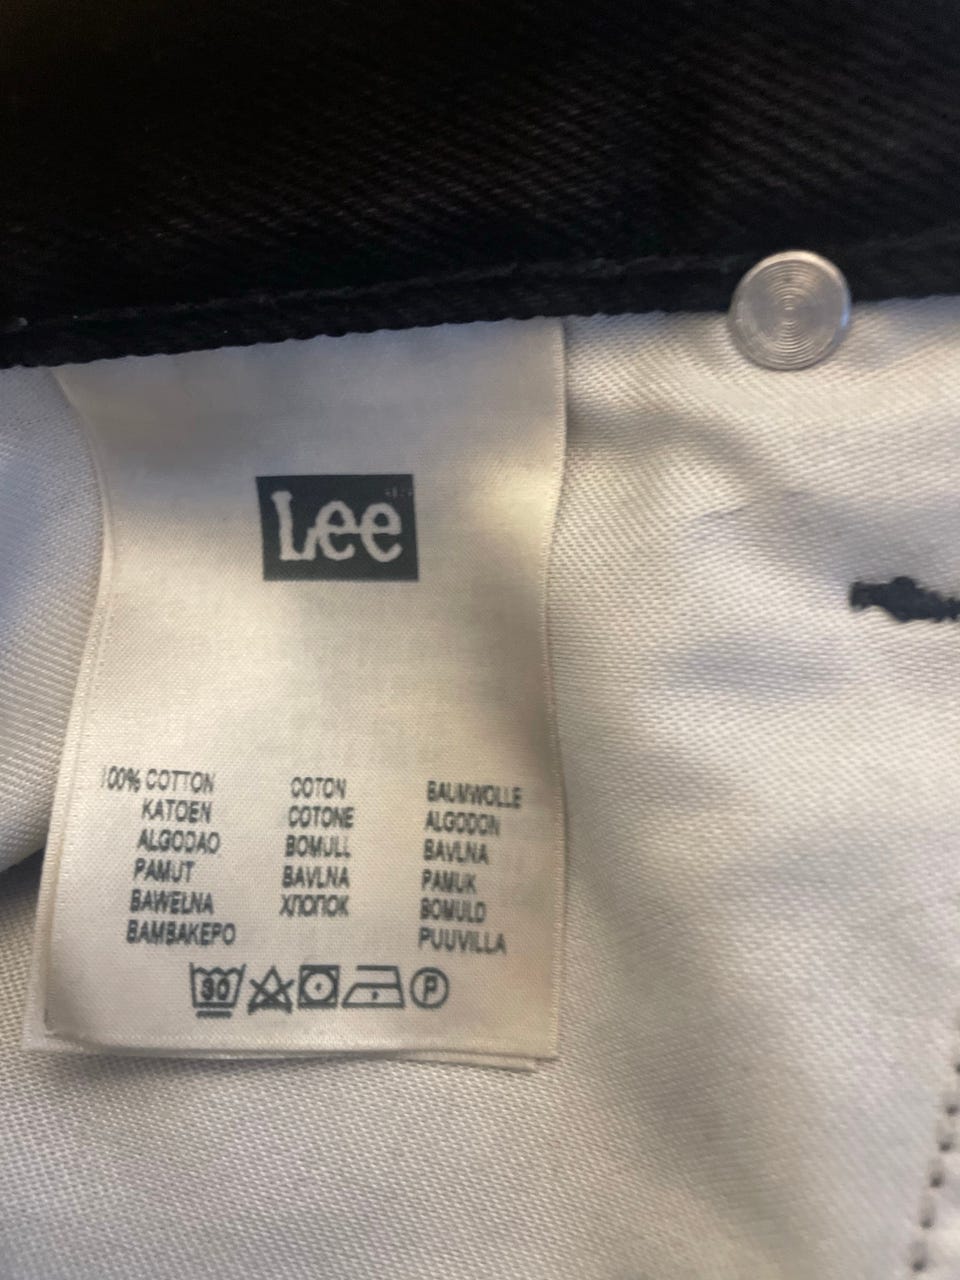 Lee
100% COTTON COTON BAUMWOLLE
KATOEN COTONE ALGODON
ALGODAO BOMULL BAVLNA
PAMUT BAVLNA PAMUK
BAWELNA ХЛОПОК BOMULD
BAMBAKEPO PUUVILLA
30 P